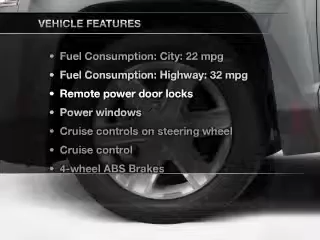 VEHICLE FEATURES
• Fuel Consumption: City: 22 mpg
• Fuel Consumption: Highway: 32 mpg
• Remote power door locks
• Power windows
• Cruise controls on steering wheel
• Cruise control
• 4-wheel ABS Brakes